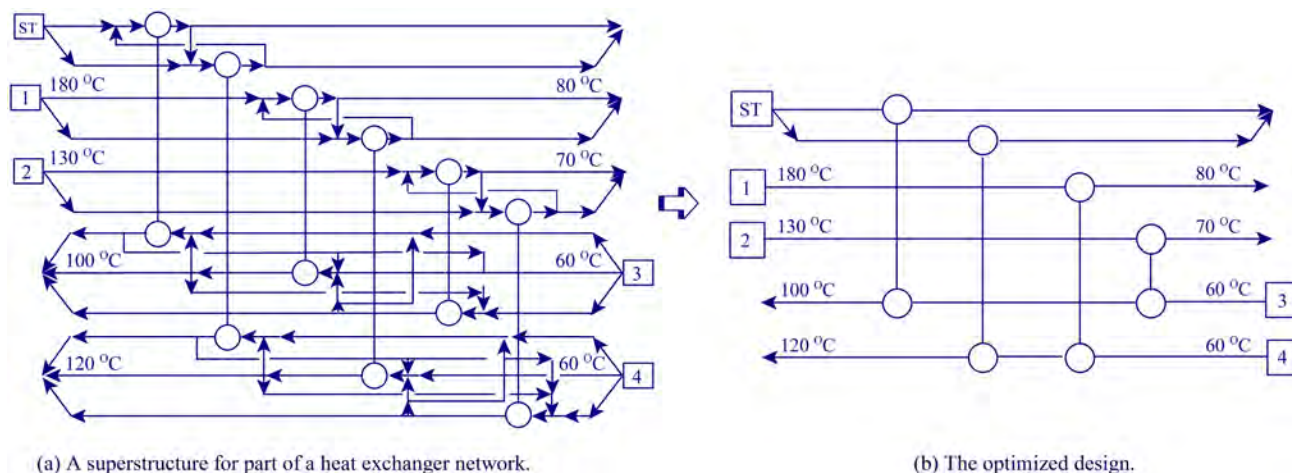 ST
180 °C
80 °C
1
130 °C
70 °C
2
100 °C
60 °C
3
120 °C
60 °C
4
(a) A superstructure for part of a heat exchanger network.
ST
180 °C
80 °C
1
130 °C
70 °C
2
100 °C
60 °C
3
120 °C
60 °C
4
(b) The optimized design.